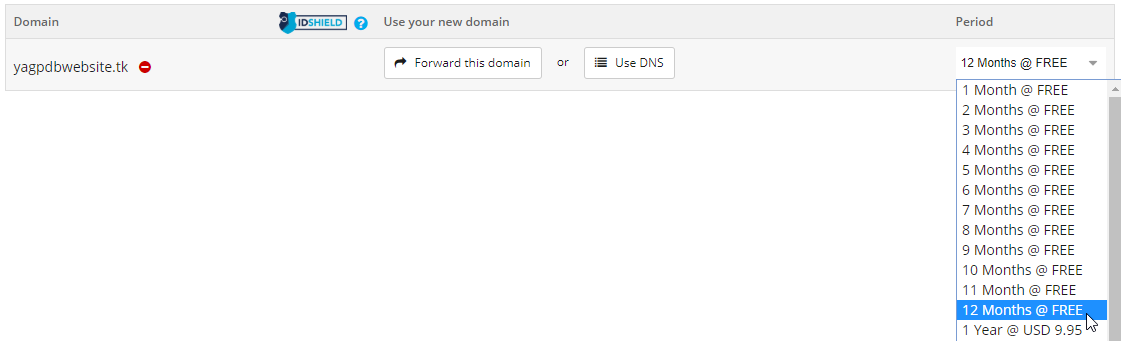 Domain IDSHIELD ? Use your new domain Period
yagpdbwebsite.tk Forward this domain or Use DNS 12 Months @ FREE
1 Month @ FREE
2 Months @ FREE
3 Months @ FREE
4 Months @ FREE
5 Months @ FREE
6 Months @ FREE
7 Months @ FREE
8 Months @ FREE
9 Months @ FREE
10 Months @ FREE
11 Month @ FREE
12 Months @ FREE
1 Year @ USD 9.95